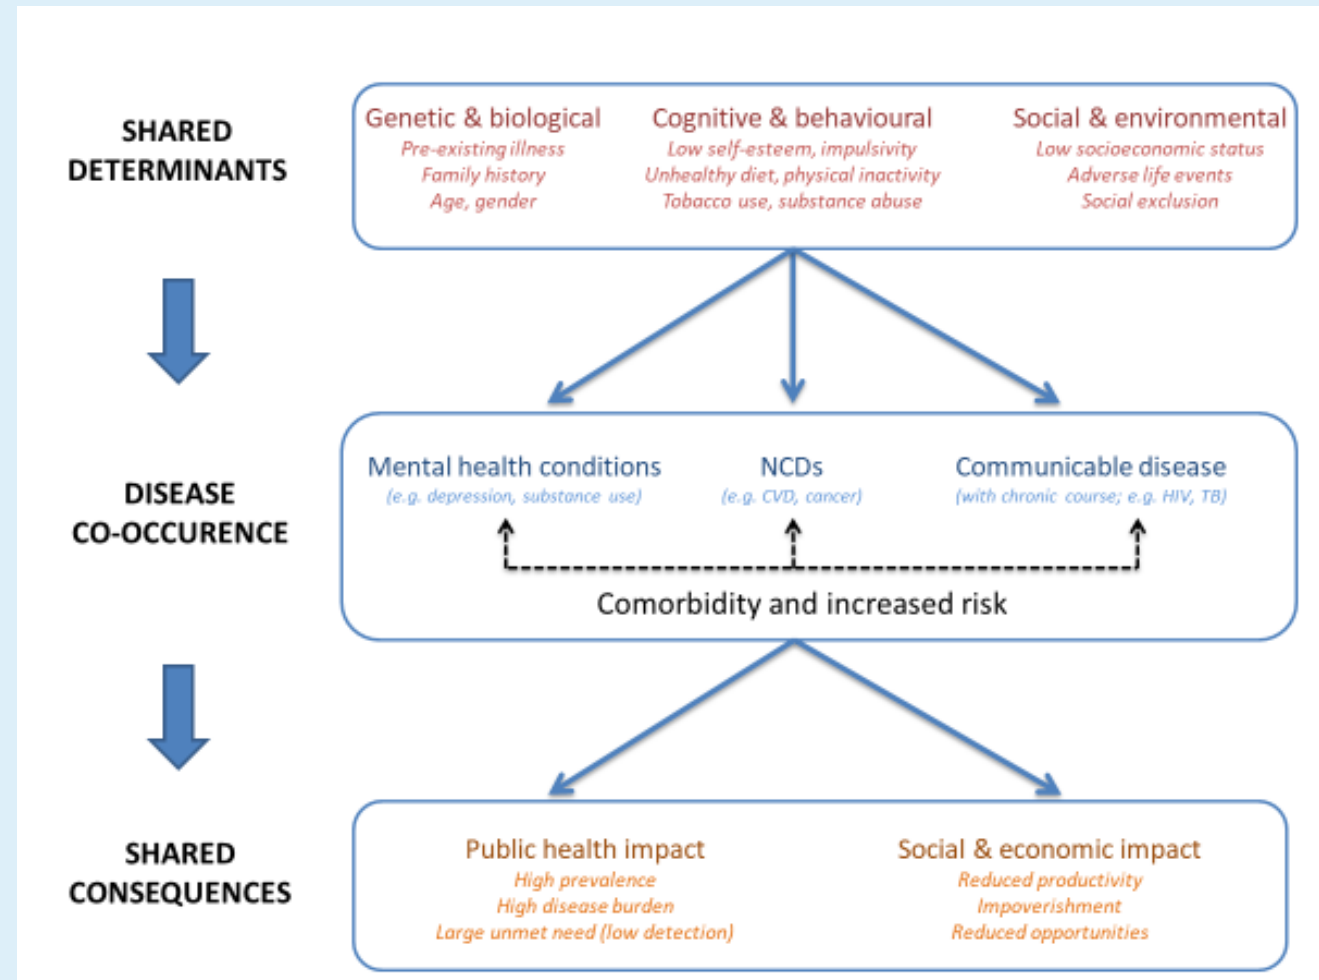 SHARED
DETERMINANTS
Genetic & biological
Pre-existing illness
Family history
Age, gender
Cognitive & behavioural
Low self-esteem, impulsivity
Unhealthy diet, physical inactivity
Tobacco use, substance abuse
Social & environmental
Low socioeconomic status
Adverse life events
Social exclusion
DISEASE
CO-OCCURENCE
Mental health conditions
(e.g. depression, substance use)
NCDs
(e.g. CVD, cancer)
Communicable disease
(with chronic course; e.g. HIV, TB)
Comorbidity and increased risk
SHARED
CONSEQUENCES
Public health impact
High prevalence
High disease burden
Large unmet need (low detection)
Social & economic impact
Reduced productivity
Impoverishment
Reduced opportunities